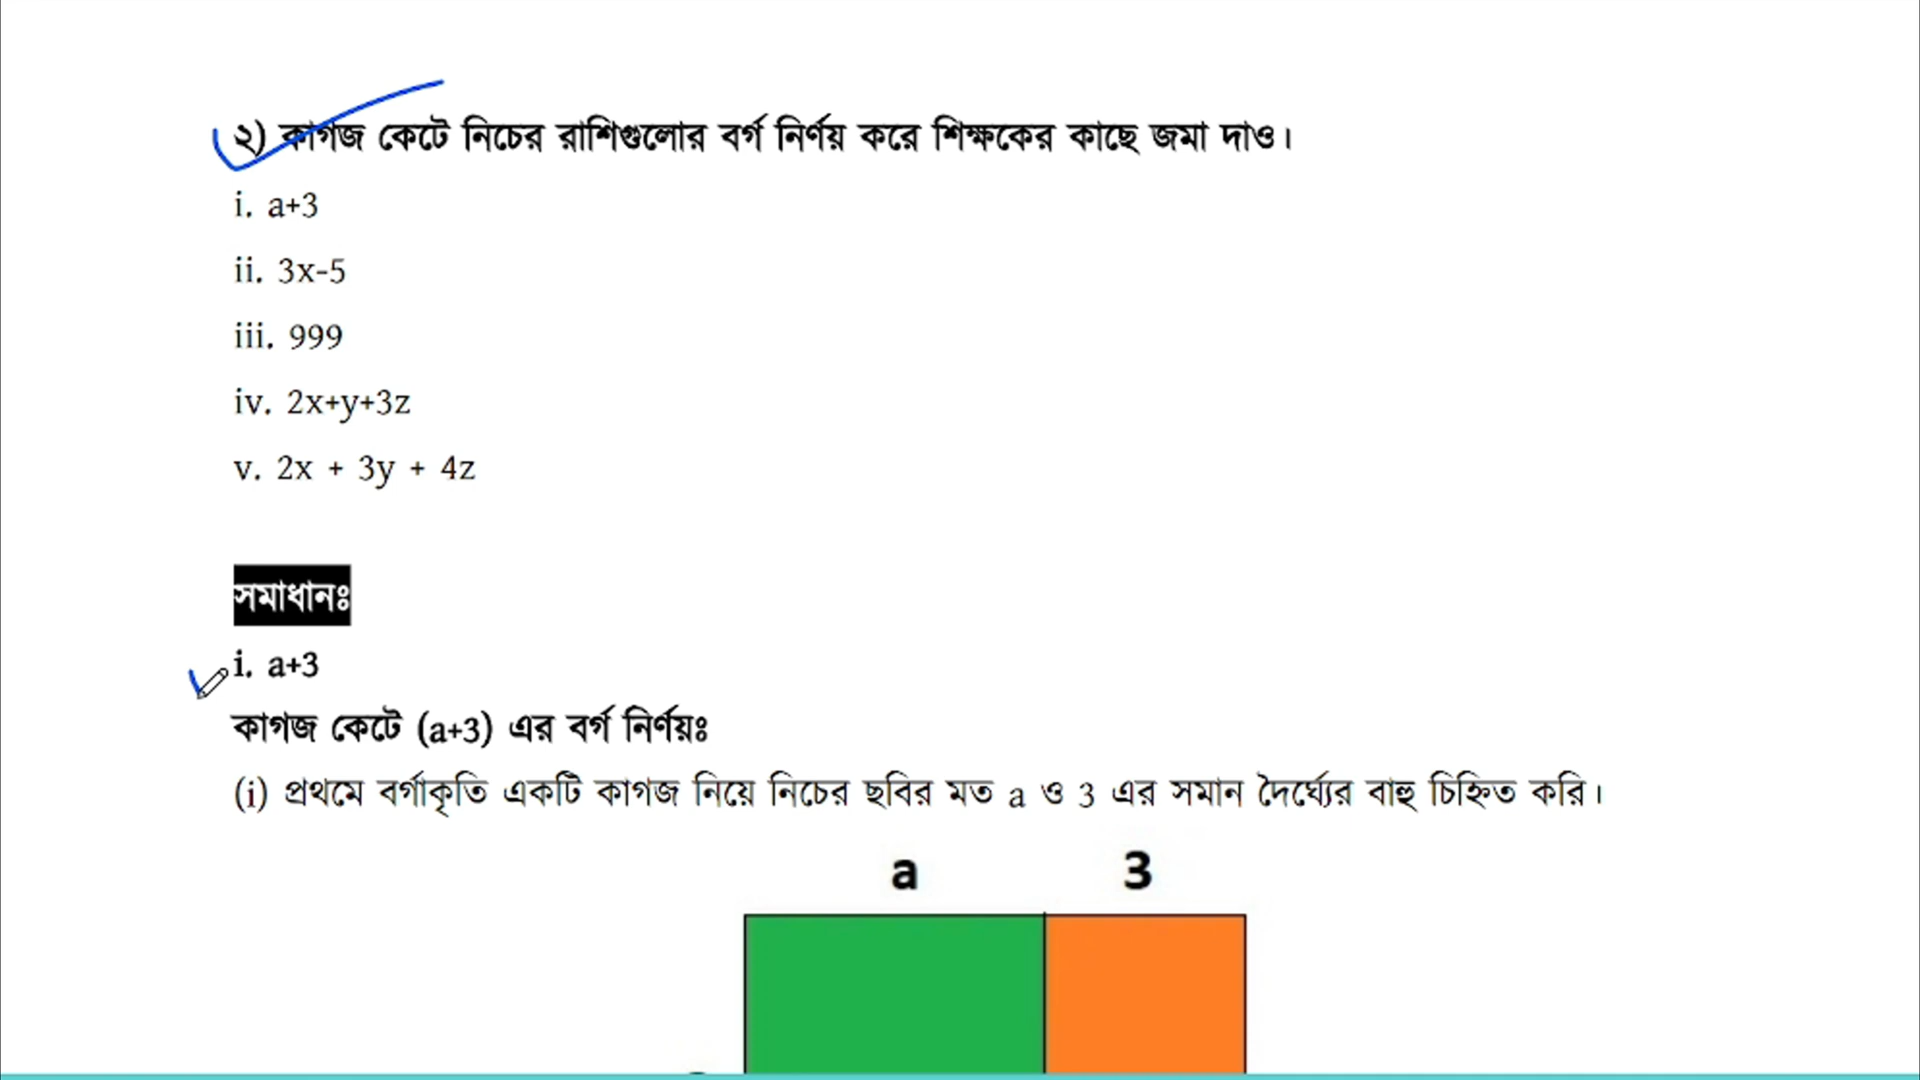 ২) কাগজ কেটে নিচের রাশিগুলোর বর্গ নির্ণয় করে শিক্ষকের কাছে জমা দাও।
i. a+3
ii. 3x-5
iii. 999
iv. 2x+y+3z
v. 2x + 3y + 4z
সমাধানঃ
i. a+3
কাগজ কেটে (a+3) এর বর্গ নির্ণয়ঃ
(i) প্রথমে বর্গাকৃতি একটি কাগজ নিয়ে নিচের ছবির মত a ও 3 এর সমান দৈর্ঘ্যের বাহু চিহ্নিত করি।
a 3